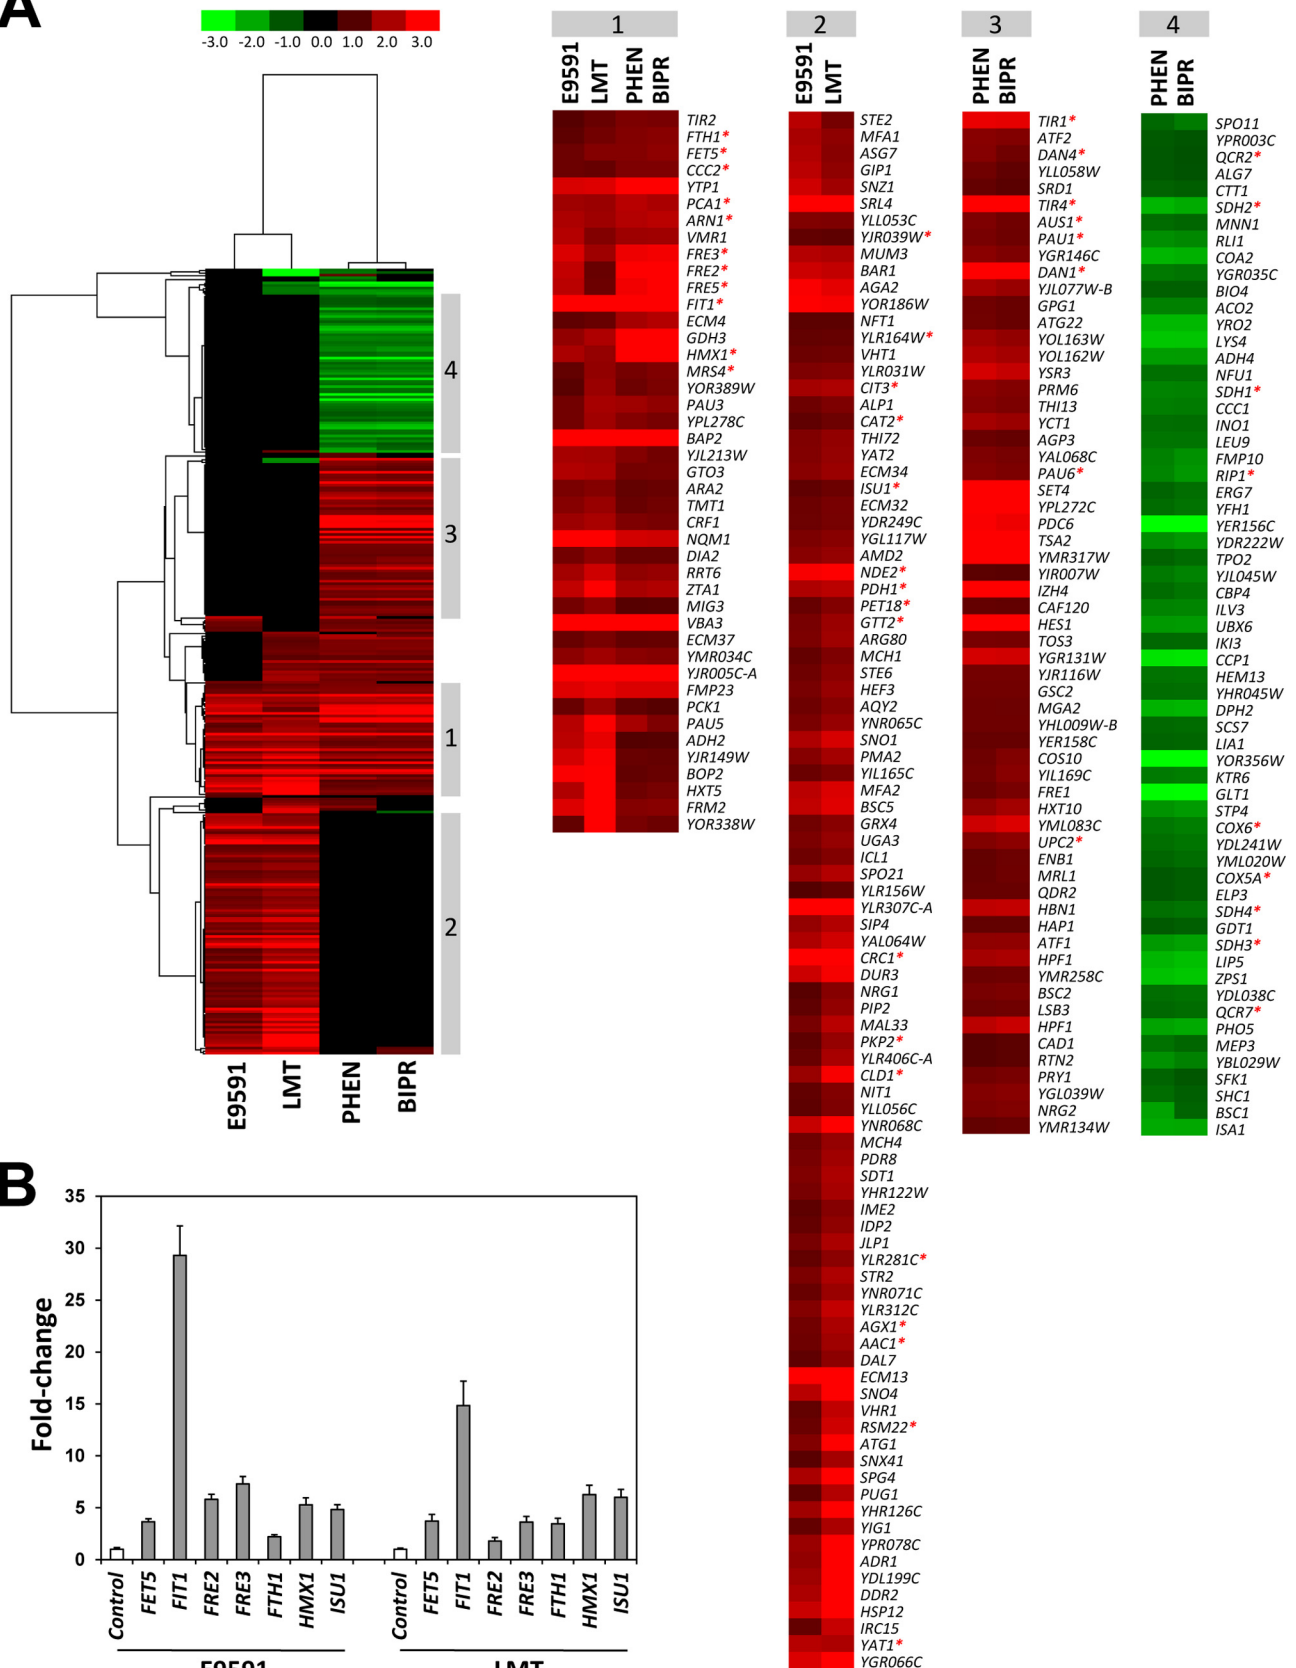 A
-3.0 -2.0 -1.0 0.0 1.0 2.0 3.0
4
3
1
2
E9591 LMT PHEN BIPR
1
E9591 LMT PHEN BIPR
TIR2
FTH1*
FET5*
CCC2*
YTP1
PCA1*
ARN1*
VMR1
FRE3*
FRE2*
FRE5*
FIT1*
ECM4
GDH3
HMX1*
MRS4*
YOR389W
PAU3
YPL278C
BAP2
YJL213W
GTO3
ARA2
TMT1
CRF1
NQM1
DIA2
RRT6
ZTA1
MIG3
VBA3
ECM37
YMR034C
YJR005C-A
FMP23
PCK1
PAU5
ADH2
YJR149W
BOP2
HXT5
FRM2
YOR338W
2
E9591 LMT
STE2
MFA1
ASG7
GIP1
SNZ1
SRL4
YLL053C
YJR039W*
MUM3
BAR1
AGA2
YOR186W
NFT1
YLR164W*
VHT1
YLR031W
CIT3*
ALP1
CAT2*
THI72
YAT2
ECM34
ISU1*
ECM32
YDR249C
YGL117W
AMD2
NDE2*
PDH1*
PET18*
GTT2*
ARG80
MCH1
STE6
HEF3
AQY2
YNR065C
SNO1
PMA2
YIL165C
MFA2
BSC5
GRX4
UGA3
ICL1
SPO21
YLR156W
YLR307C-A
SIP4
YAL064W
CRC1*
DUR3
NRG1
PIP2
MAL33
PKP2*
YLR406C-A
CLD1*
NIT1
YLL056C
YNR068C
MCH4
PDR8
SDT1
YHR122W
IME2
IDP2
JLP1
YLR281C*
STR2
YNR071C
YLR312C
AGX1*
AAC1*
DAL7
ECM13
SNO4
VHR1
RSM22*
ATG1
SNX41
SPG4
PUG1
YHR126C
YIG1
YPR078C
ADR1
YDL199C
DDR2
HSP12
IRC15
YAT1*
YGR066C
3
PHEN BIPR
TIR1*
ATF2
DAN4*
YLL058W
SRD1
TIR4*
AUS1*
PAU1*
YGR146C
DAN1*
YJL077W-B
GPG1
ATG22
YOL163W
YOL162W
YSR3
PRM6
THI13
YCT1
AGP3
YAL068C
PAU6*
SET4
YPL272C
PDC6
TSA2
YMR317W
YIR007W
IZH4
CAF120
HES1
TOS3
YGR131W
YJR116W
GSC2
MGA2
YHL009W-B
YER158C
COS10
YIL169C
FRE1
HXT10
YML083C
UPC2*
ENB1
MRL1
QDR2
HBN1
HAP1
ATF1
HPF1
YMR258C
BSC2
LSB3
HPF1
CAD1
RTN2
PRY1
YGL039W
NRG2
YMR134W
4
PHEN BIPR
SPO11
YPR003C
QCR2*
ALG7
CTT1
SDH2*
MNN1
RLI1
COA2
YGR035C
BIO4
ACO2
YRO2
LYS4
ADH4
NFU1
SDH1*
CCC1
INO1
LEU9
FMP10
RIP1*
ERG7
YFH1
YER156C
YDR222W
TPO2
YJL045W
CBP4
ILV3
UBX6
IKI3
CCP1
HEM13
YHR045W
DPH2
SCS7
LIA1
YOR356W
KTR6
GLT1
STP4
COX6*
YDL241W
YML020W
COX5A*
ELP3
SDH4*
GDT1
SDH3*
LIP5
ZPS1
YDL038C
QCR7*
PHO5
MEP3
YBL029W
SFK1
SHC1
BSC1
ISA1
B
Fold-change
35
30
25
20
15
10
5
0
Control FET5 FIT1 FRE2 FRE3 FTH1 HMX1 ISU1 Control FET5 FIT1 FRE2 FRE3 FTH1 HMX1 ISU1
E9591 LMT